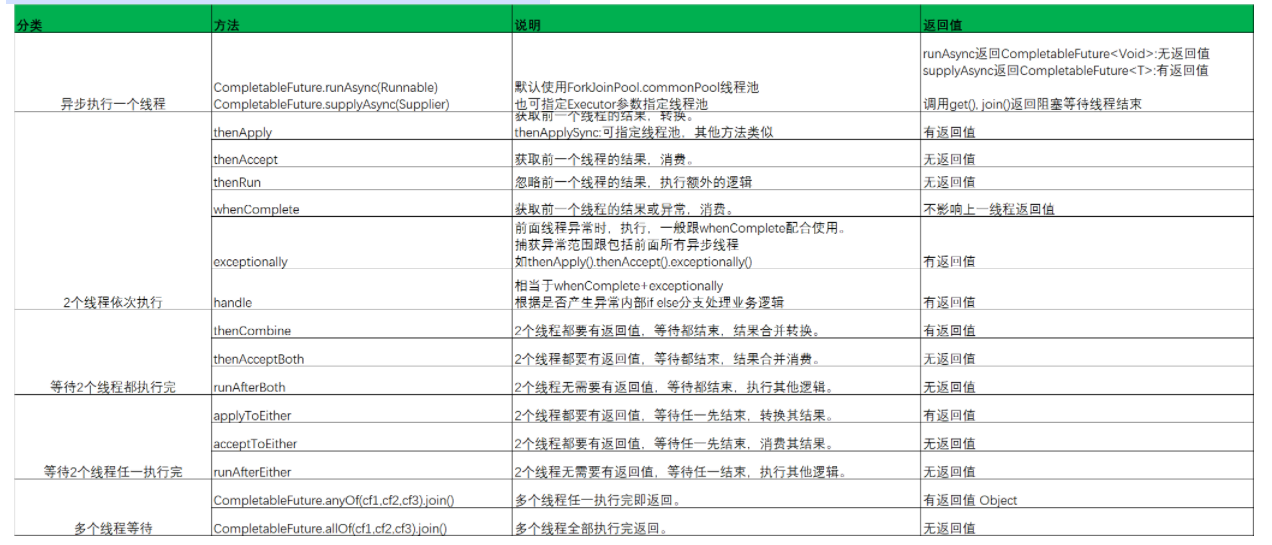 分类 方法 说明 返回值
runAsync返回CompletableFuture<Void>:无返回值
supplyAsync返回CompletableFuture<T>:有返回值
CompletableFuture.runAsync(Runnable) 默认使用ForkJoinPool.commonPool线程池
异步执行一个线程 CompletableFuture.supplyAsync(Supplier) 也可指定Executor参数指定线程池 调用get(), join()返回阻塞等待线程结束
获取前一个线程的结果，转换。
thenApply thenApplySync:可指定线程池，其他方法类似 有返回值
thenAccept 获取前一个线程的结果，消费。 无返回值
thenRun 忽略前一个线程的结果，执行额外的逻辑 无返回值
whenComplete 获取前一个线程的结果或异常，消费。 不影响上一线程返回值
前面线程异常时，执行，一般跟whenComplete配合使用。
捕获异常范围跟包括前面所有异步线程
exceptionally 如thenApply().thenAccept().exceptionally() 有返回值
相当于whenComplete+exceptionally
2个线程依次执行 handle 根据是否产生异常内部if else分支处理业务逻辑 有返回值
thenCombine 2个线程都要有返回值，等待都结束，结果合并转换。 有返回值
thenAcceptBoth 2个线程都要有返回值，等待都结束，结果合并消费。 无返回值
等待2个线程都执行完 runAfterBoth 2个线程无需要有返回值，等待都结束，执行其他逻辑。 无返回值
applyToEither 2个线程都要有返回值，等待任一先结束，转换其结果。 有返回值
acceptToEither 2个线程都要有返回值，等待任一先结束，消费其结果。 无返回值
等待2个线程任一执行完 runAfterEither 2个线程无需要有返回值，等待任一结束，执行其他逻辑。 无返回值
CompletableFuture.anyOf(cf1,cf2,cf3).join() 多个线程任一执行完即返回。 有返回值 Object
多个线程等待 CompletableFuture.allOf(cf1,cf2,cf3).join() 多个线程全部执行完返回。 无返回值